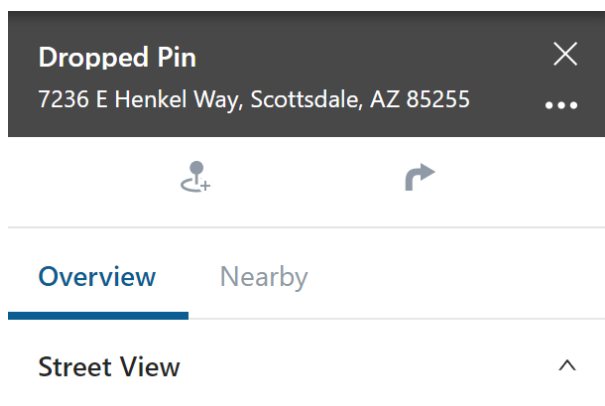 Dropped Pin
7236 E Henkel Way, Scottsdale, AZ 85255
Overview Nearby
Street View